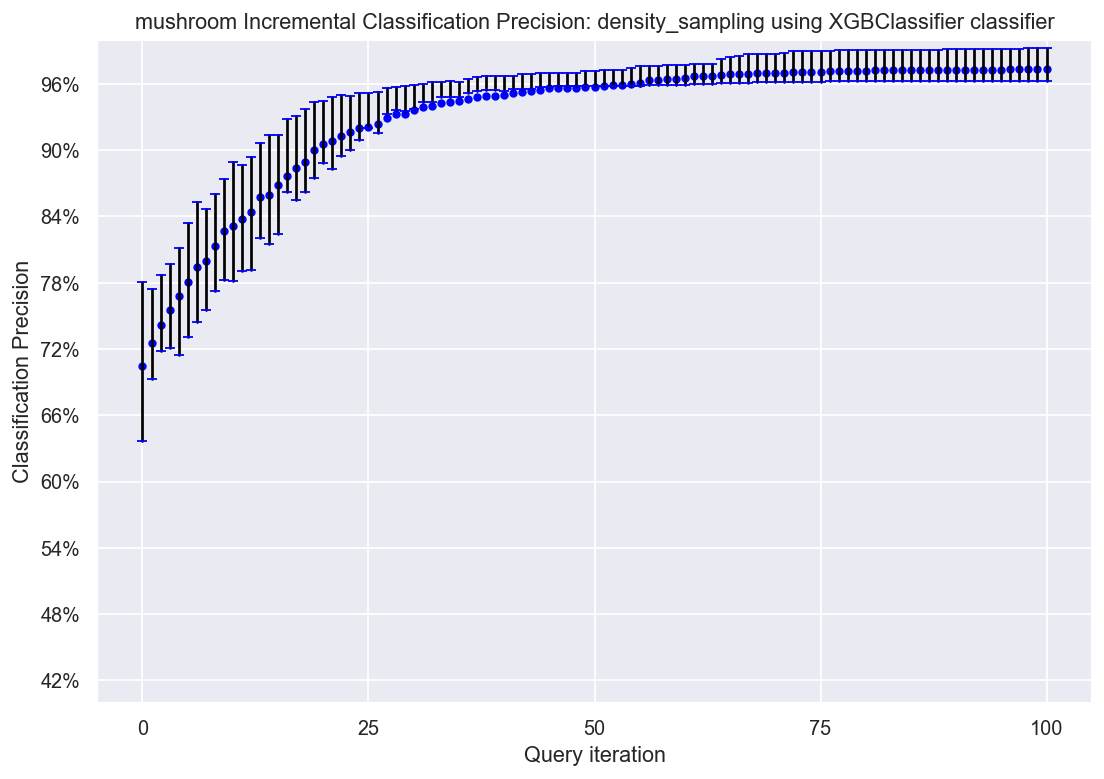 mushroom Incremental Classification Precision: density_sampling using XGBClassifier classifier
Classification Precision
96%
90%
84%
78%
72%
66%
60%
54%
48%
42%
0 25 50 75 100
Query iteration